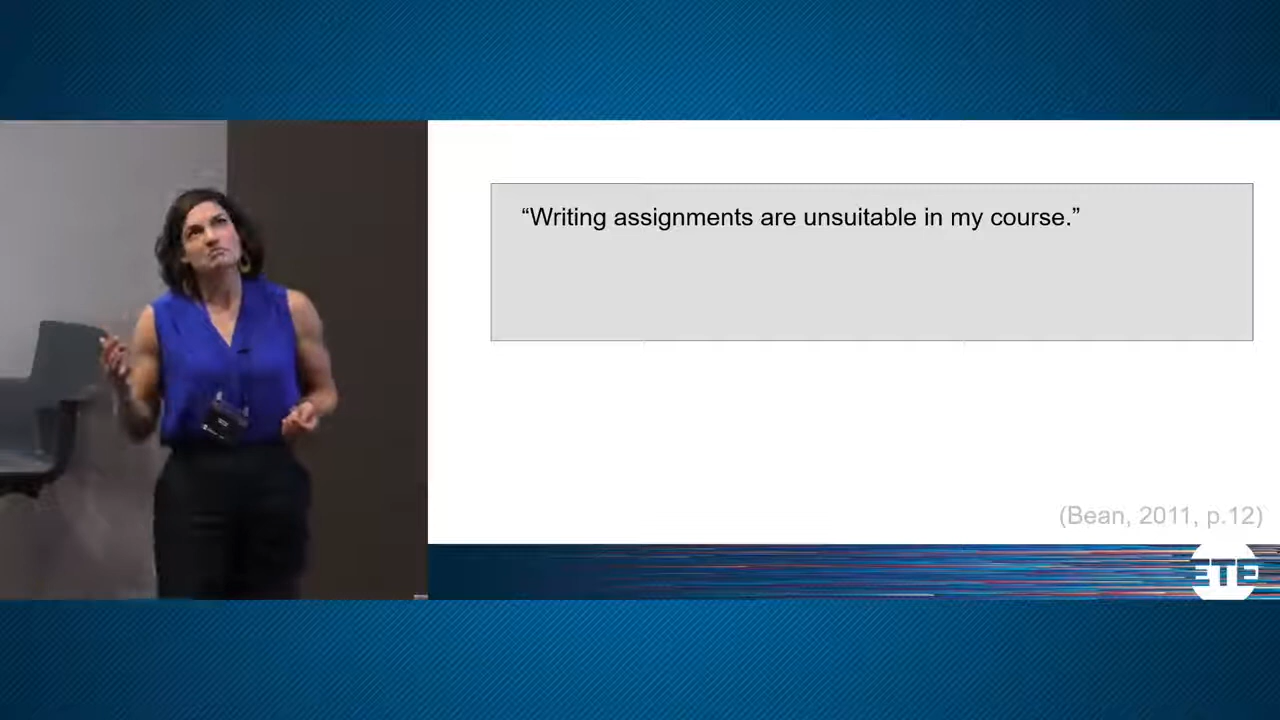 “Writing assignments are unsuitable in my course.”
(Bean, 2011, p.12)